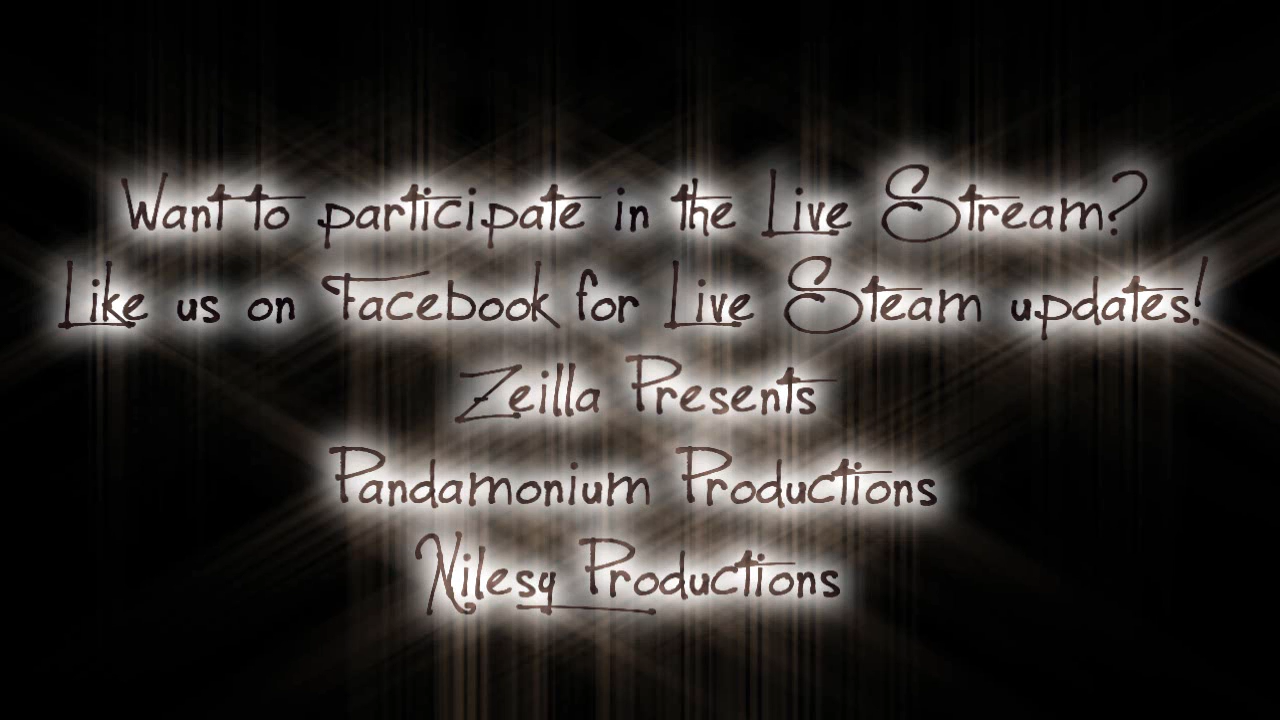 Want to participate in the Live Stream?
Like us on Facebook for Live Steam updates!
Zeilla Presents
Pandamonium Productions
Nilesy Productions